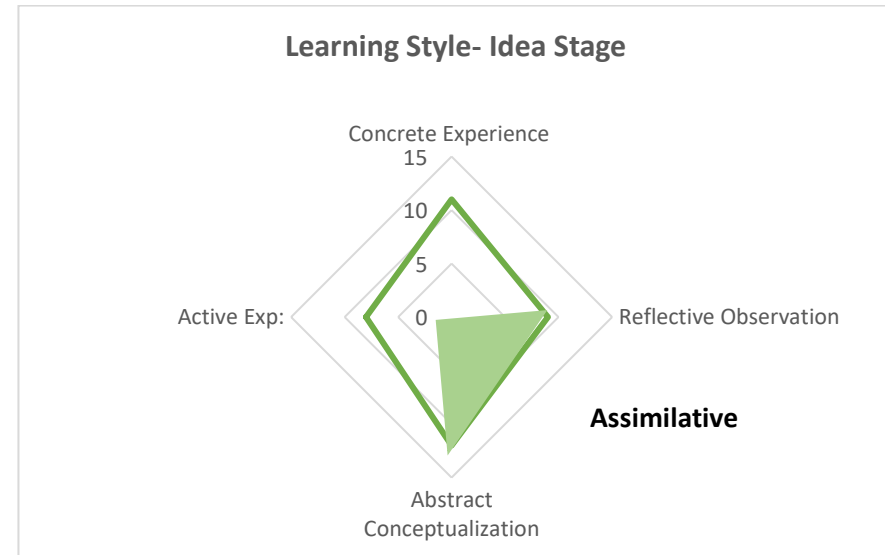 Learning Style- Idea Stage
Concrete Experience
15
10
5
0
Active Exp:
Reflective Observation
Assimilative
Abstract
Conceptualization